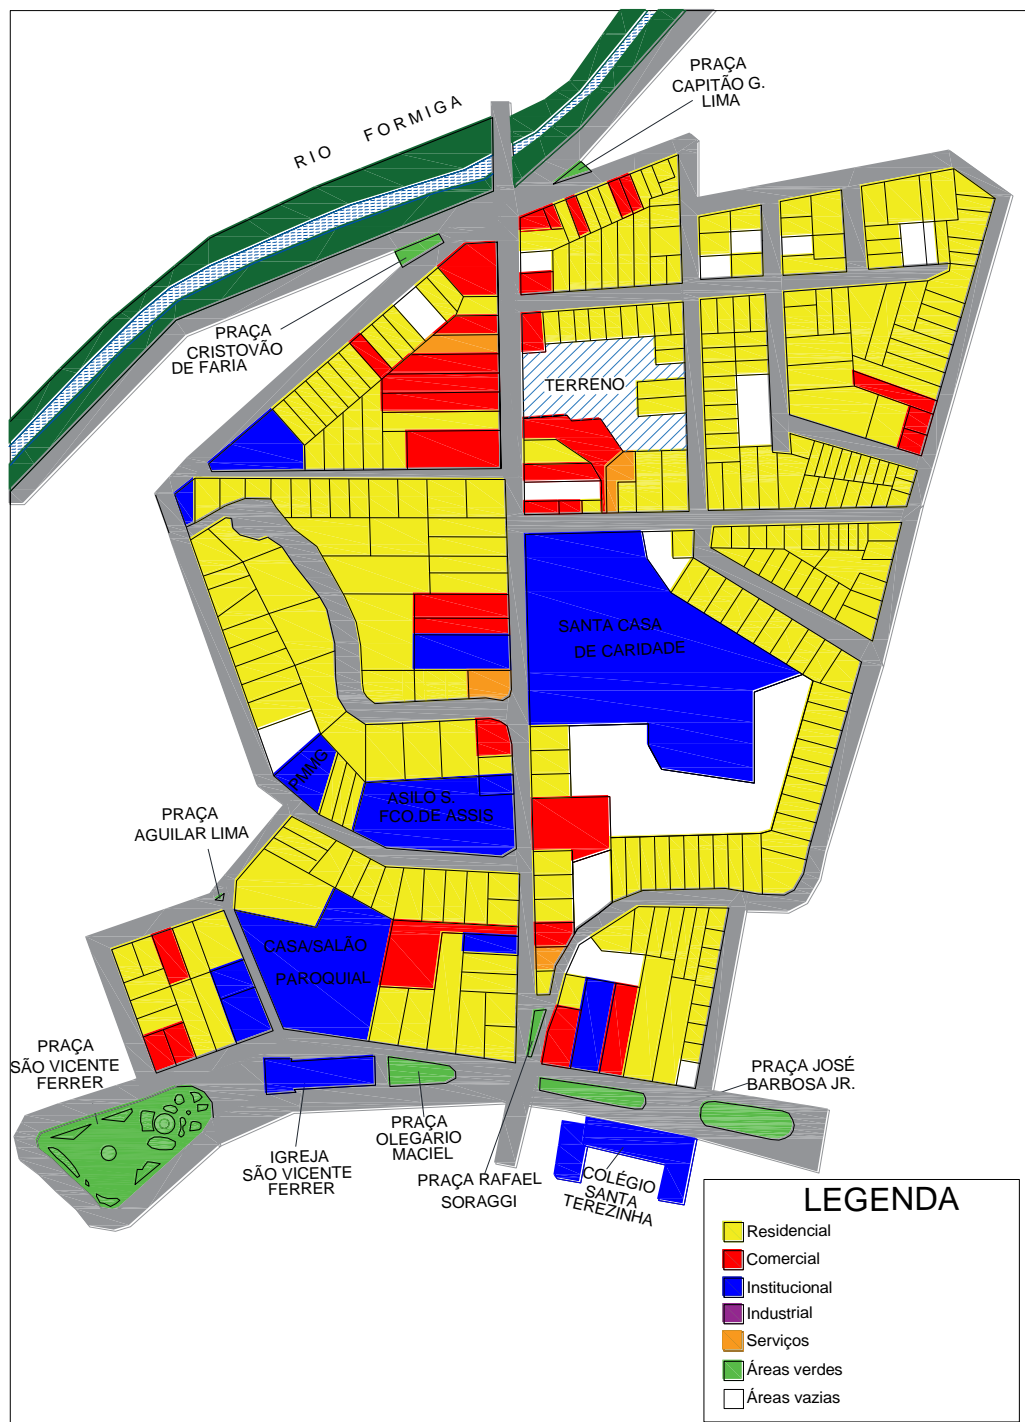 PRAÇA
CAPITÃO G.
LIMA
RIO FORMIGA
PRAÇA
CRISTOVÃO
DE FARIA
TERRENO
SANTA CASA
DE CARIDADE
PMMG
ASILO S.
FCO.DE ASSIS
PRAÇA
AGUILAR LIMA
CASA/SALÃO
PAROQUIAL
PRAÇA
SÃO VICENTE
FERRER
PRAÇA JOSÉ
BARBOSA JR.
PRAÇA
OLEGÁRIO
MACIEL
IGREJA
SÃO VICENTE
FERRER
PRAÇA RAFAEL
SORAGGI
COLÉGIO
SANTA
TEREZINHA
LEGENDA
Residencial
Comercial
Institucional
Industrial
Serviços
Áreas verdes
Áreas vazias